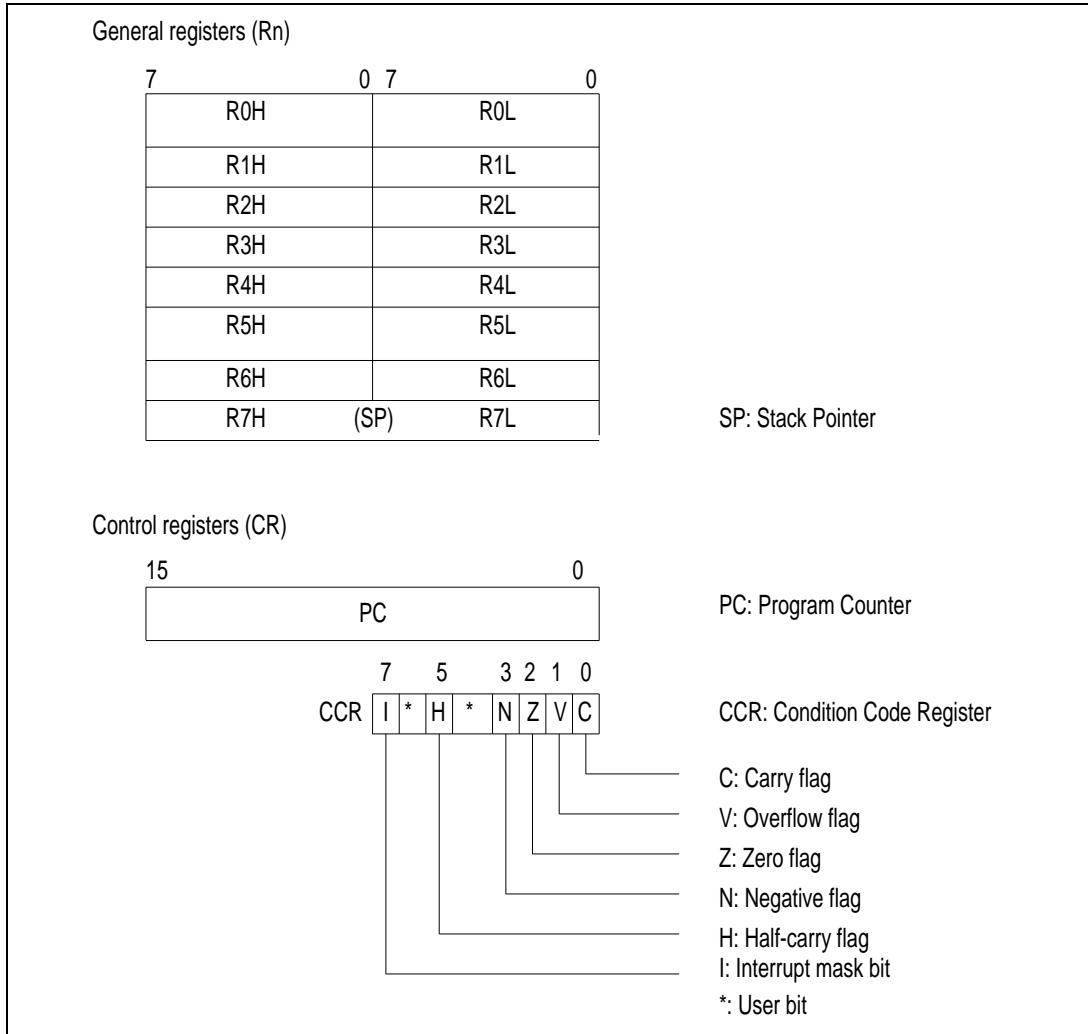 General registers (Rn)
7 0 7 0
R0H R0L
R1H R1L
R2H R2L
R3H R3L
R4H R4L
R5H R5L
R6H R6L
R7H (SP) R7L SP: Stack Pointer
Control registers (CR)
15 0
PC PC: Program Counter
7 5 3 2 1 0
CCR I * H * N Z V C CCR: Condition Code Register
C: Carry flag
V: Overflow flag
Z: Zero flag
N: Negative flag
H: Half-carry flag
I: Interrupt mask bit
*: User bit